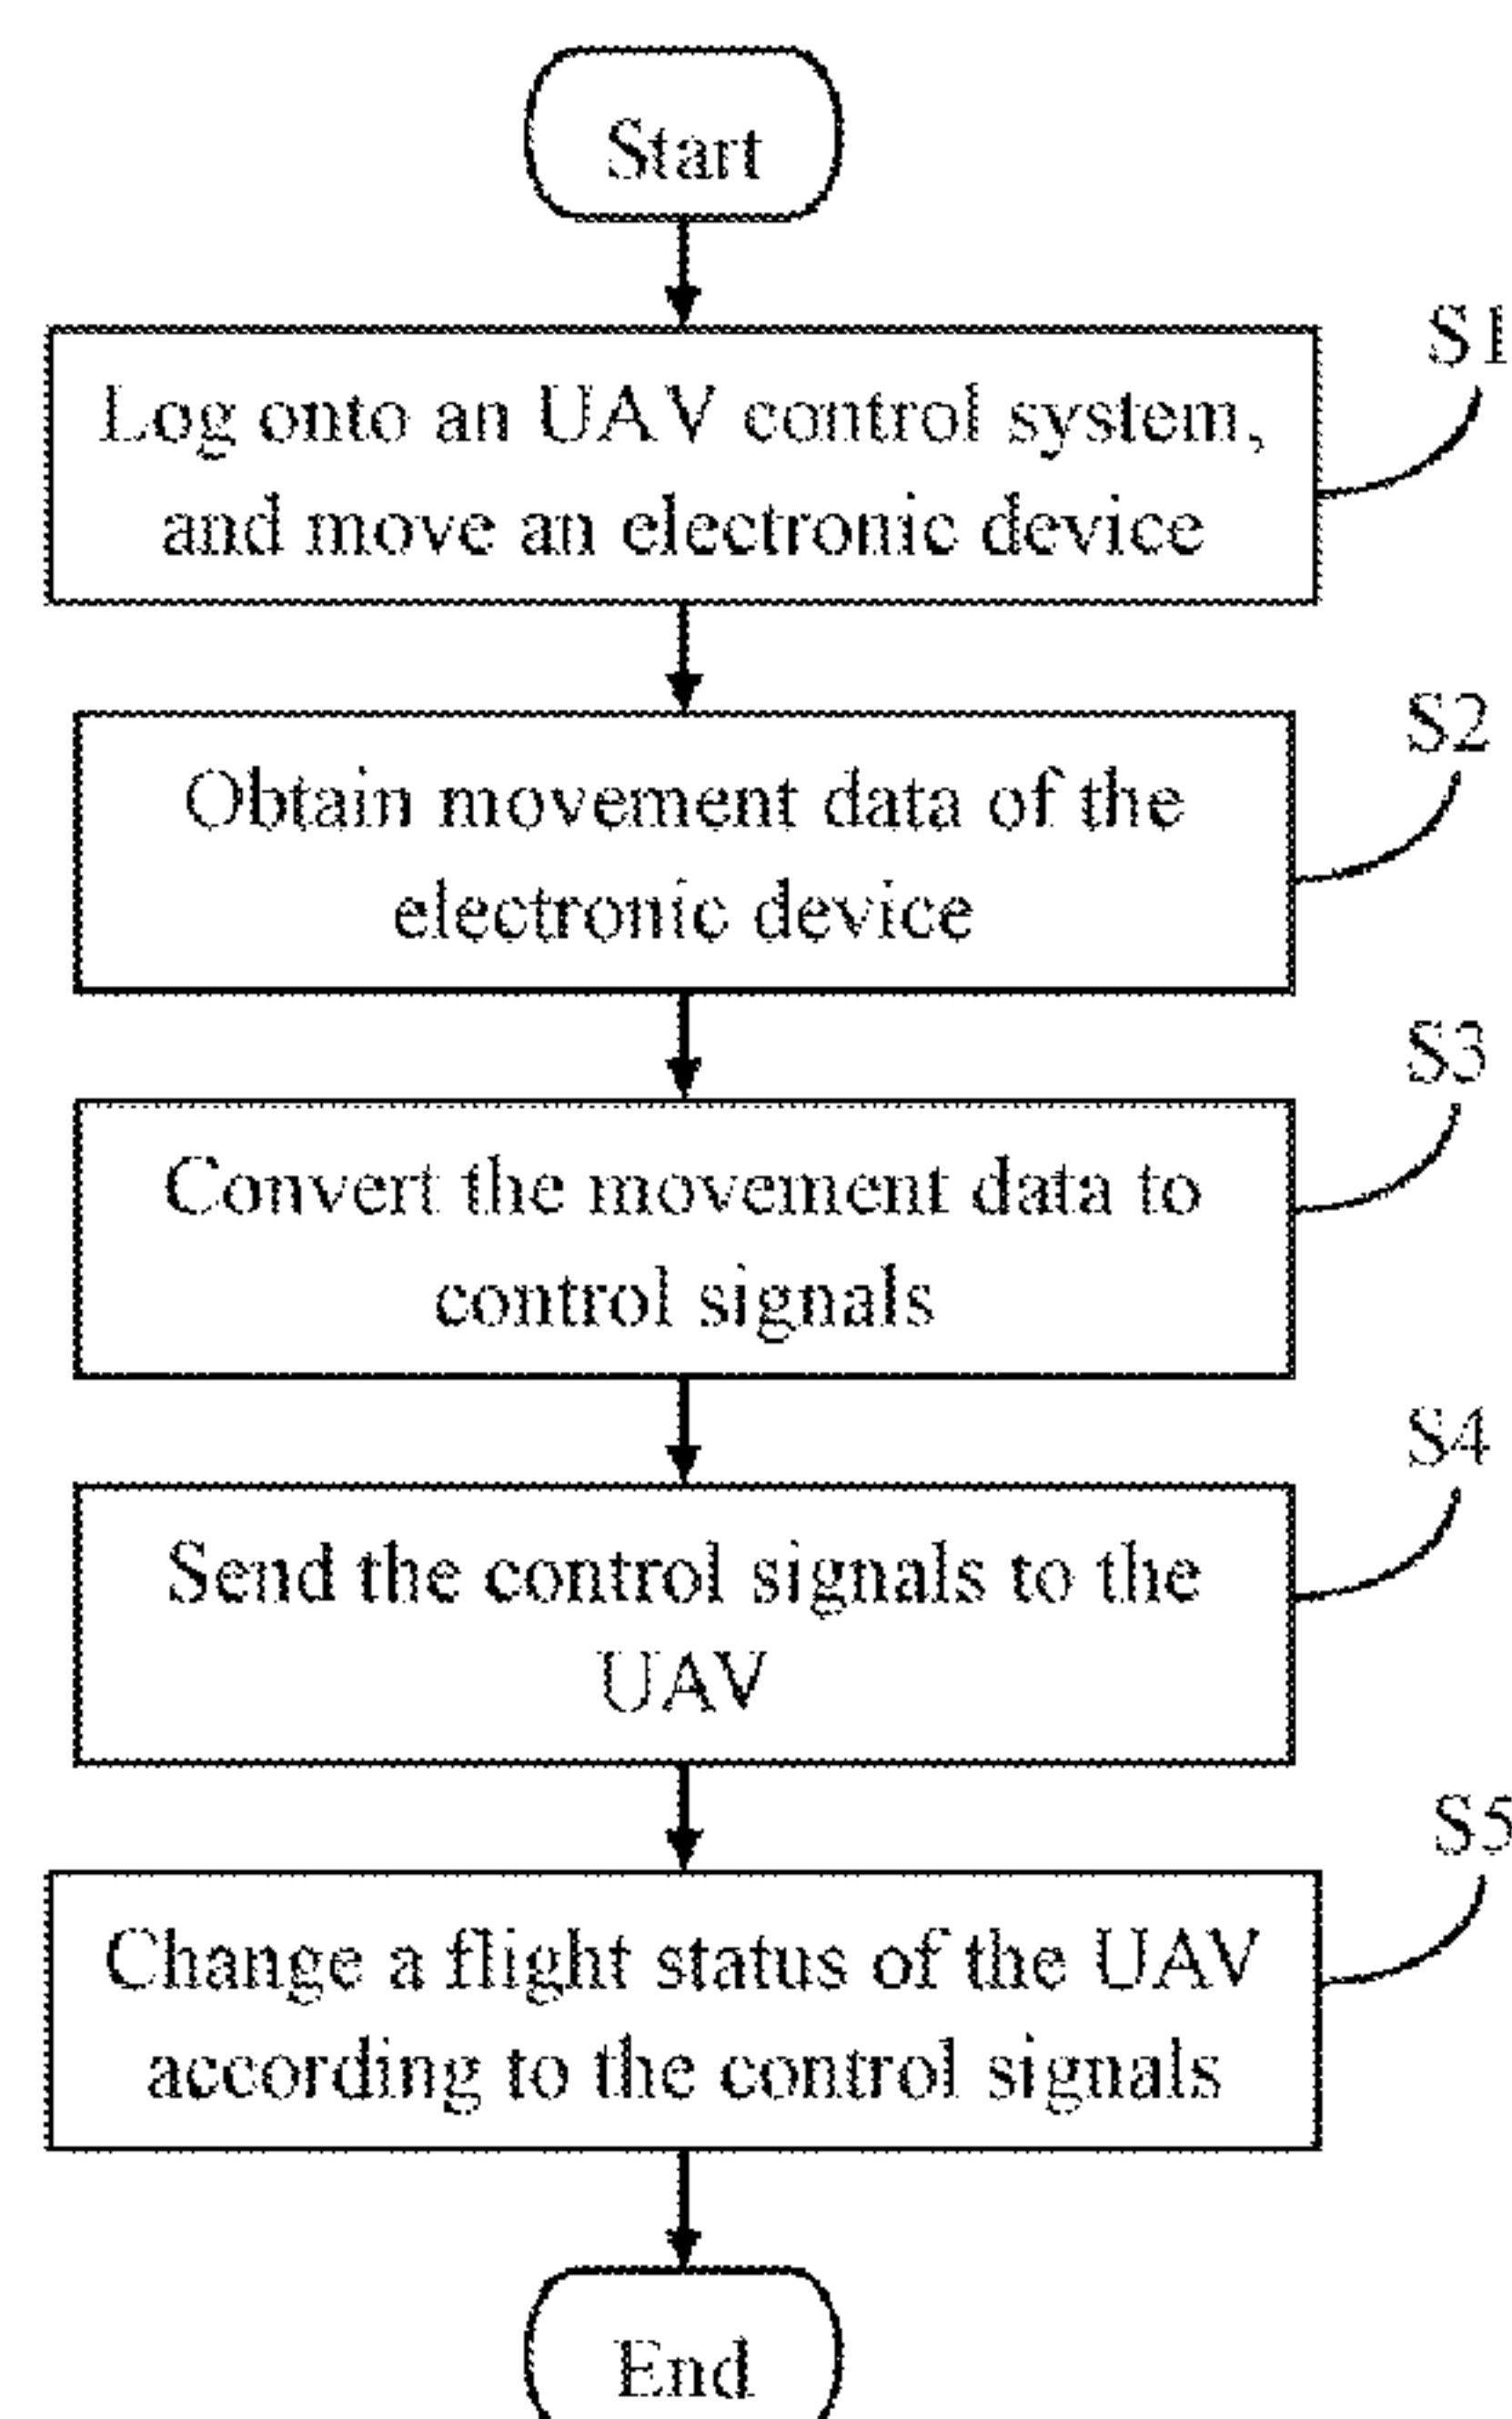 Start
S1
Log onto an UAV control system,
and move an electronic device
S2
Obtain movement data of the
electronic device
S3
Convert the movement data to
control signals
S4
Send the control signals to the
UAV
S5
Change a flight status of the UAV
according to the control signals
End